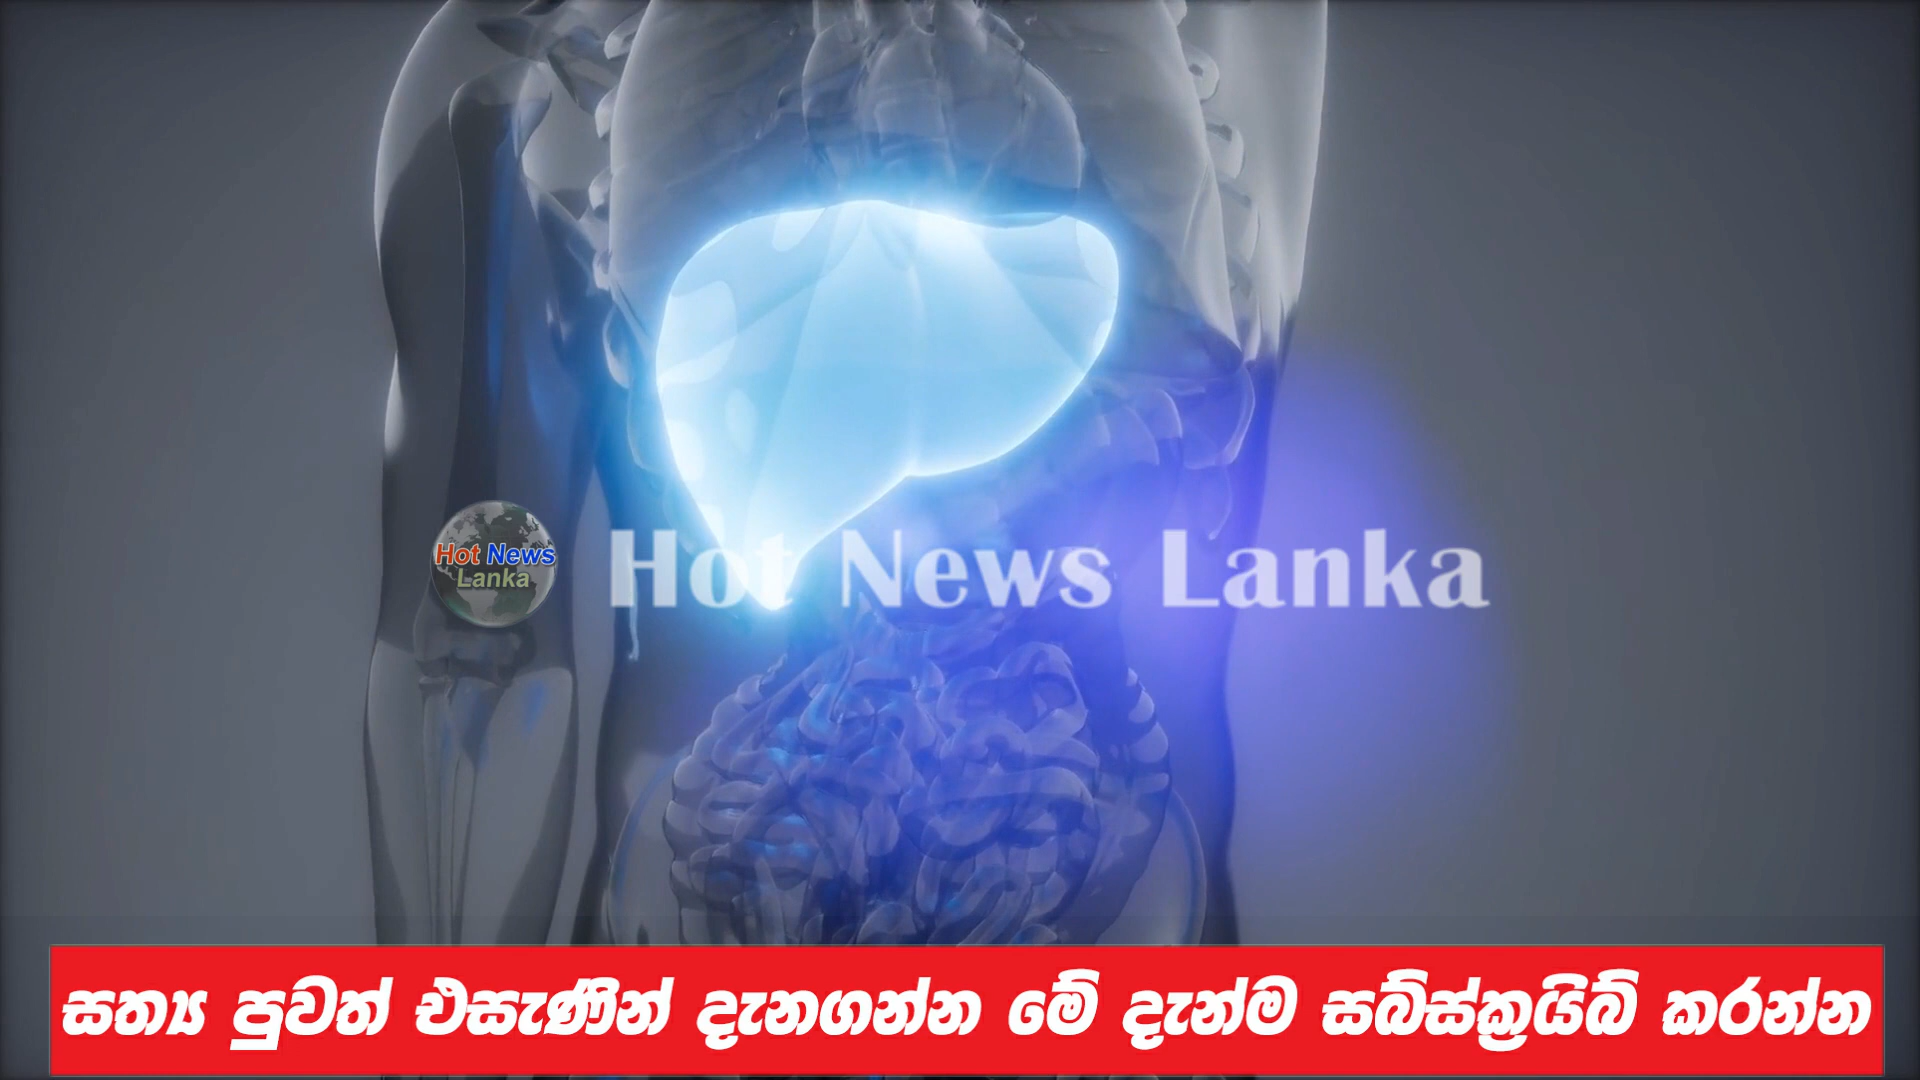 Hot News
Lanka
Hot News Lanka
සත්‍ය පුවත් එසැණින් දැනගන්න මේ දැන්ම සබ්ස්ක්‍රයිබ් කරන්න